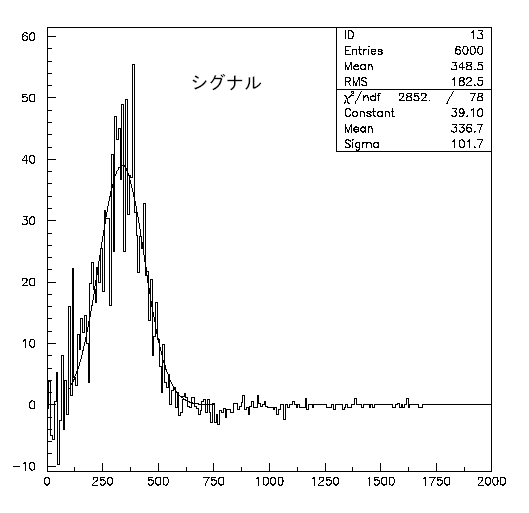 ID 13
Entries 6000
Mean 348.5
RMS 182.5
χ²/ndf 2852. / 78
Constant 39.10
Mean 336.7
Sigma 101.7
シグナル
60
50
40
30
20
10
0
-10
0 250 500 750 1000 1250 1500 1750 2000